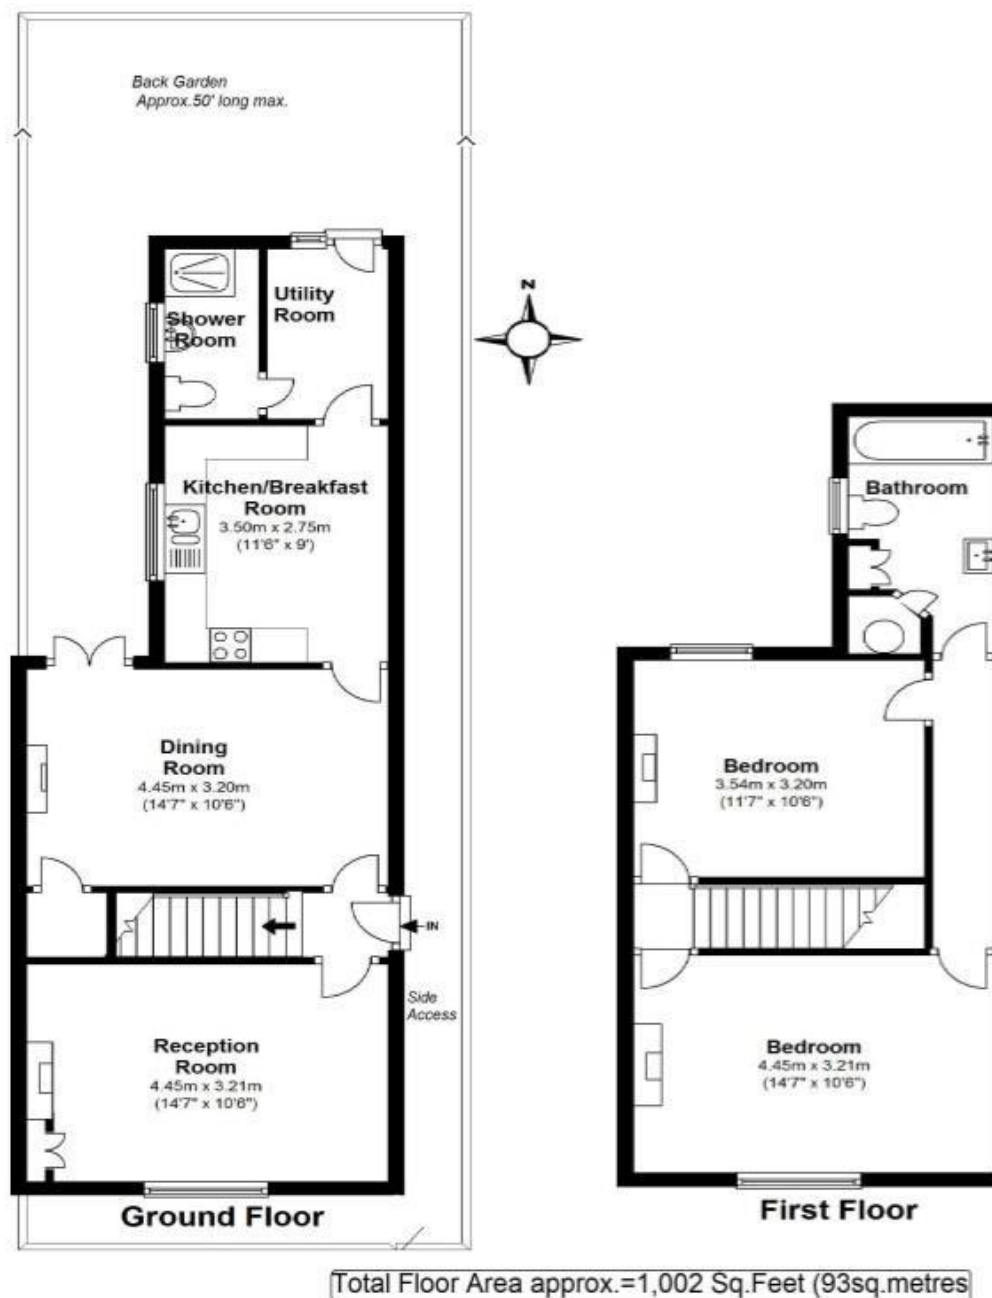 Back Garden
Approx.50' long max.
N
Utility
Room
Shower
Room
Kitchen/Breakfast
Room
3.50m x 2.75m
(11'6" x 9')
Dining
Room
4.45m x 3.20m
(14'7" x 10'6")
IN
Side
Access
Reception
Room
4.45m x 3.21m
(14'7" x 10'6")
Ground Floor
Bathroom
Bedroom
3.54m x 3.20m
(11'7" x 10'6")
Bedroom
4.45m x 3.21m
(14'7" x 10'6")
First Floor
Total Floor Area approx.=1,002 Sq.Feet (93sq.metres